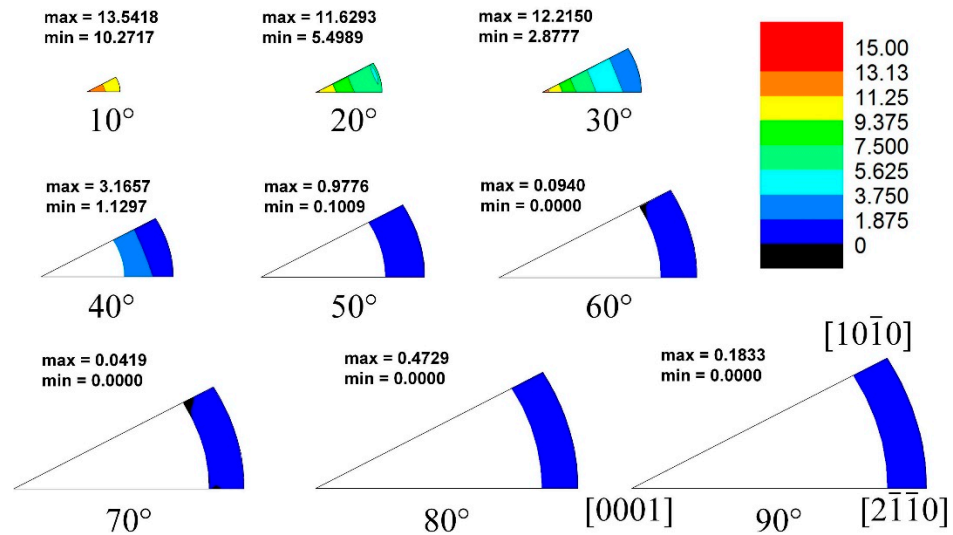 max = 13.5418
min = 10.2717
10°
max = 11.6293
min = 5.4989
20°
max = 12.2150
min = 2.8777
30°
15.00
13.13
11.25
9.375
7.500
5.625
3.750
1.875
0
max = 3.1657
min = 1.1297
40°
max = 0.9776
min = 0.1009
50°
max = 0.0940
min = 0.0000
60°
max = 0.0419
min = 0.0000
70°
max = 0.4729
min = 0.0000
80°
max = 0.1833
min = 0.0000
[101̅0]
[0001]
90°
[21̅1̅0]